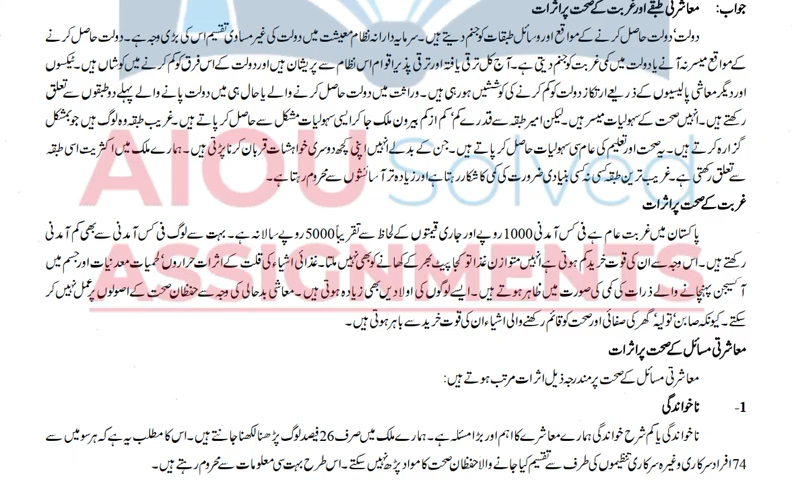 جواب: معاشرتی طبقے اور غربت کے صحت پر اثرات
دولت' دولت حاصل کرنے کے مواقع اور وسائل طبقات کو جنم دیتے ہیں۔ سرمایہ دارانہ نظام معیشت میں دولت کی غیر مساوی تقسیم اس کی بڑی وجہ ہے۔ دولت حاصل کرنے
کے مواقع میسر نہ آنے یا دولت میں کمی غربت کو جنم دیتی ہے۔ آج کل ترقی یافتہ اور ترقی پذیر اقوام اس نظام سے پریشان ہیں اور دولت کے اس فرق کو کم کرنے میں کوشاں ہیں۔ ٹیکسوں
اور دیگر معاشی پالیسیوں کے ذریعے ارتکاز دولت کو کم کرنے کی کوششیں ہو رہی ہیں۔ وراثت میں دولت حاصل کرنے والے یا حال ہی میں دولت پانے والے پہلے دو طبقوں سے تعلق
رکھتے ہیں۔ انہیں صحت کے سہولیات میسر ہیں۔ لیکن امیر طبقہ سے قدرے کم' کم از کم بیرون ملک جا کر ایسی سہولیات مشکل سے حاصل کر پاتے ہیں۔ غریب طبقہ وہ لوگ ہیں جو بمشکل
گزارہ کرتے ہیں۔ یہ صحت اور تعلیم کی عام سی سہولیات حاصل کر پاتے ہیں۔ جن کے بدلے انہیں اپنی کچھ دوسری خواہشات قربان کرنا پڑتی ہیں۔ ہمارے ملک میں اکثریت اسی طبقہ
سے تعلق رکھتی ہے۔ غریب ترین طبقہ کسی نہ کسی بنیادی ضرورت کی کمی کا شکار رہتا ہے اور زیادہ تر آسائشوں سے محروم رہتا ہے۔
غربت کے صحت پر اثرات
پاکستان میں غربت عام ہے فی کس آمدنی 1000 روپے اور جاری قیمتوں کے لحاظ سے تقریباً 5000 روپے سالانہ ہے۔ بہت سے لوگ فی کس آمدنی سے بھی کم آمدنی
رکھتے ہیں۔ اس وجہ سے ان کی قوت خرید کم ہوتی ہے انہیں متوازن غذا تو کجا پیٹ بھر کے کھانے کو بھی نہیں ملتا۔ غذائی اشیاء کی قلت کے اثرات حراروں' لحمیات' معدنیات اور جسم میں
آکسیجن پہنچانے والے ذرات کی کمی کی صورت میں ظاہر ہوتے ہیں۔ ایسے لوگوں کی اولادیں بھی زیادہ ہوتی ہیں۔ معاشی بدحالی کی وجہ سے حفظان صحت کے اصولوں پر عمل نہیں کر
سکتے۔ کیونکہ صابن' تولیہ' گھر کی صفائی اور صحت کو قائم رکھنے والی اشیاء ان کی قوت خرید سے باہر ہوتی ہیں۔
معاشرتی مسائل کے صحت پر اثرات
معاشرتی مسائل کے صحت پر مندرجہ ذیل اثرات مرتب ہوتے ہیں:
1- ناخواندگی
ناخواندگی یا کم شرح خواندگی ہمارے معاشرے کا اہم اور بڑا مسئلہ ہے۔ ہمارے ملک میں صرف 26 فیصد لوگ پڑھنا لکھنا جانتے ہیں۔ اس کا مطلب یہ ہے کہ ہر سو میں سے
74 افراد سرکاری و غیرہ سرکاری تنظیموں کی طرف سے تقسیم کیا جانے والا حفظان صحت کا مواد پڑھ نہیں سکتے۔ اس طرح بہت سی معلومات سے محروم رہتے ہیں۔
AIOU Solved
ASSIGNMENTS